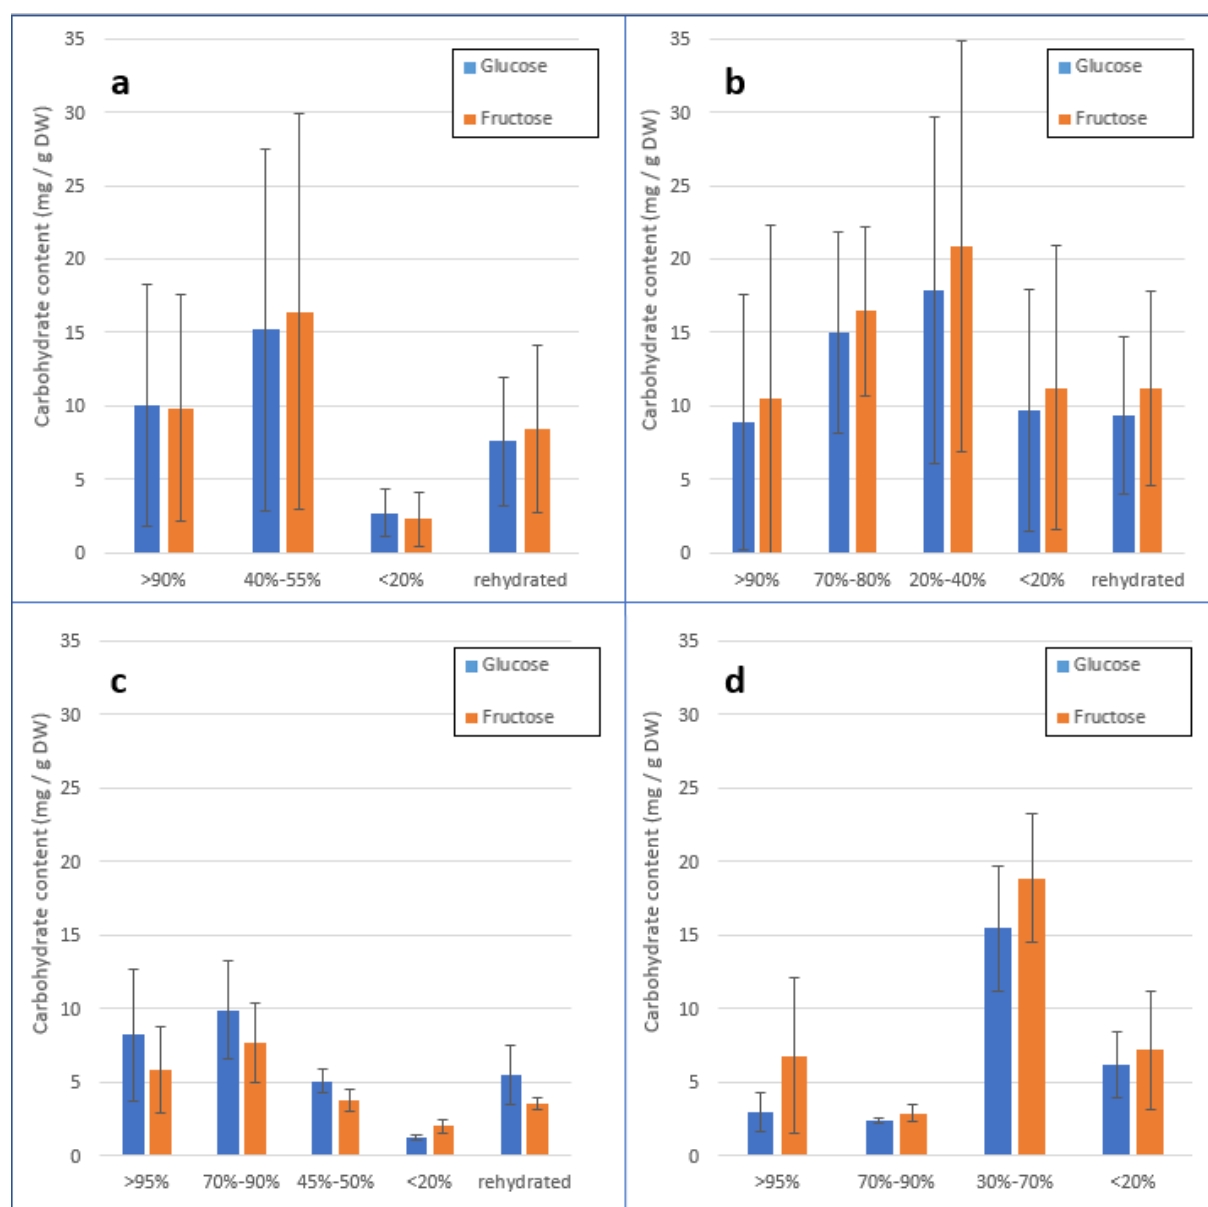 a
Carbohydrate content (mg / g DW)
35
30
25
20
15
10
5
0
Glucose
Fructose
>90% 40%-55% <20% rehydrated
b
Carbohydrate content (mg / g DW)
35
30
25
20
15
10
5
0
Glucose
Fructose
>90% 70%-80% 20%-40% <20% rehydrated
c
Carbohydrate content (mg / g DW)
35
30
25
20
15
10
5
0
Glucose
Fructose
>95% 70%-90% 45%-50% <20% rehydrated
d
Carbohydrate content (mg / g DW)
35
30
25
20
15
10
5
0
Glucose
Fructose
>95% 70%-90% 30%-70% <20%